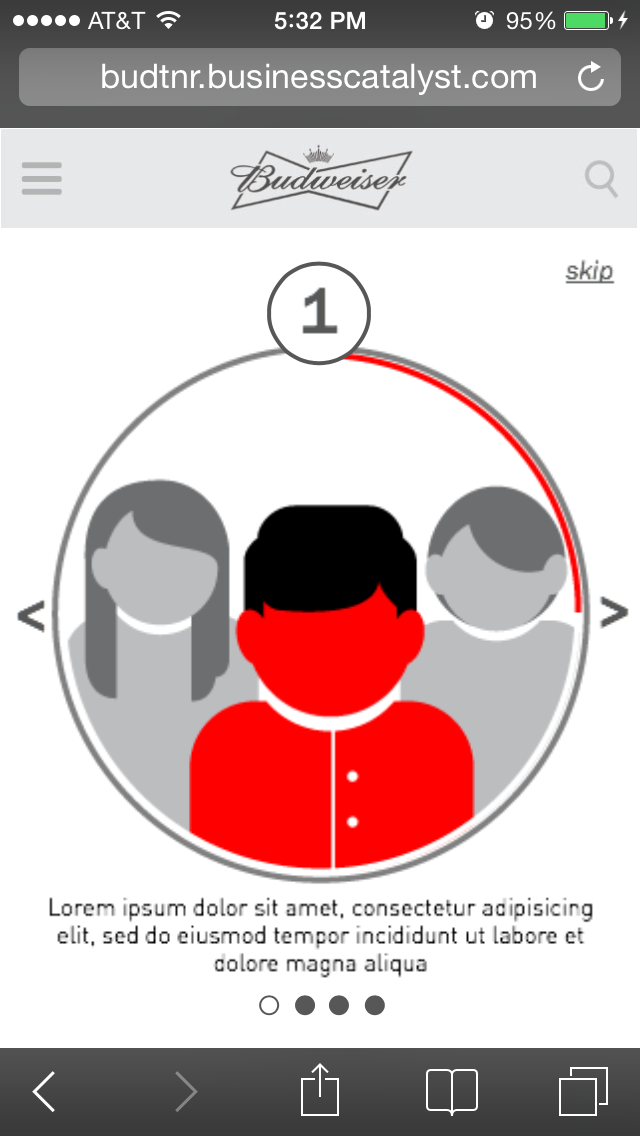 AT&T 5:32 PM 95%
budtnr.businesscatalyst.com
Budweiser
skip
1
< >
Lorem ipsum dolor sit amet, consectetur adipisicing
elit, sed do eiusmod tempor incididunt ut labore et
dolore magna aliqua